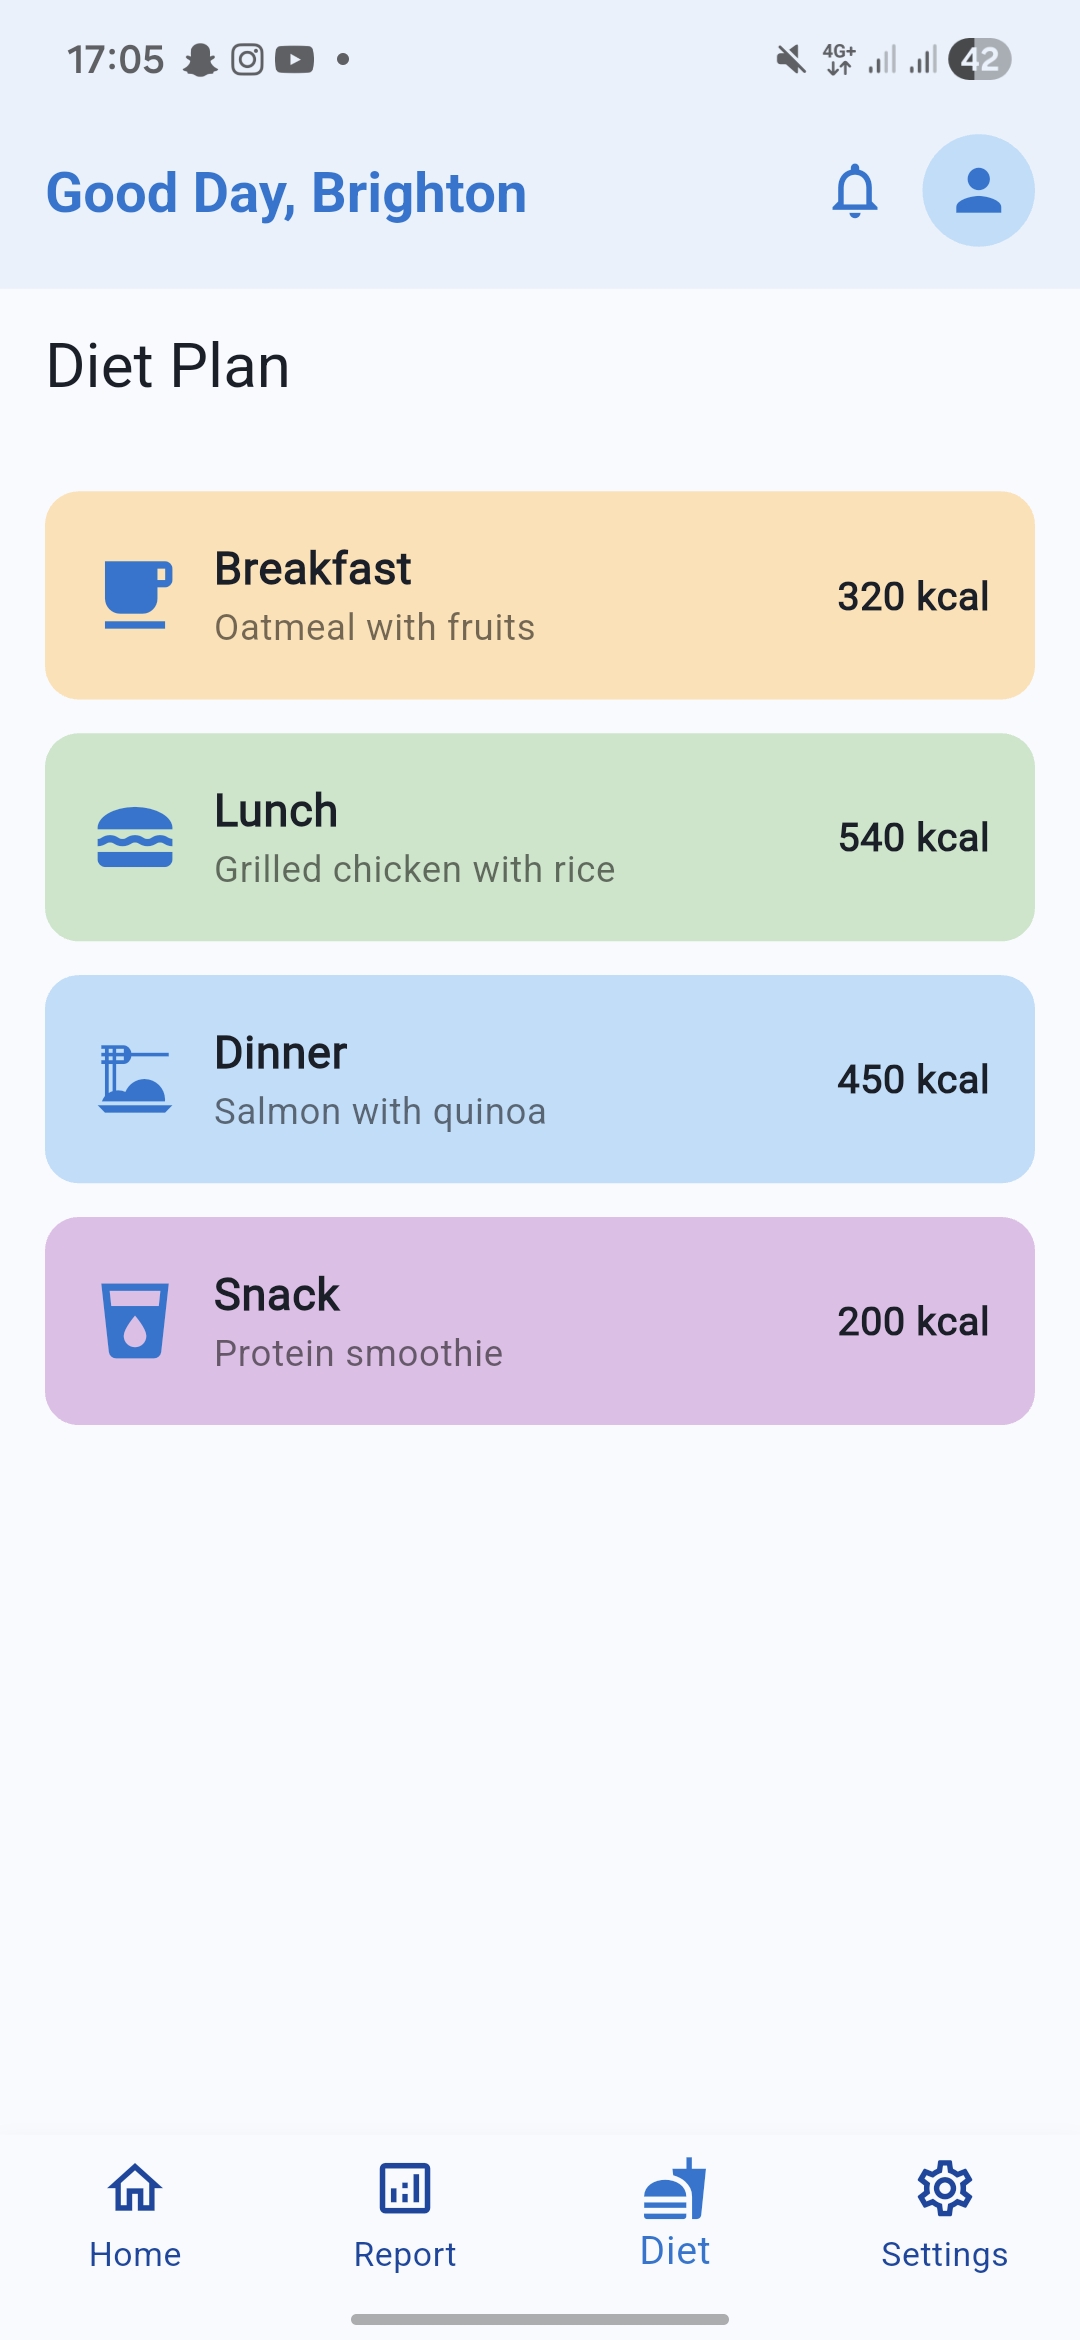 17:05
4G+
42
Good Day, Brighton
Diet Plan
Breakfast
Oatmeal with fruits
320 kcal
Lunch
Grilled chicken with rice
540 kcal
Dinner
Salmon with quinoa
450 kcal
Snack
Protein smoothie
200 kcal
Home
Report
Diet
Settings